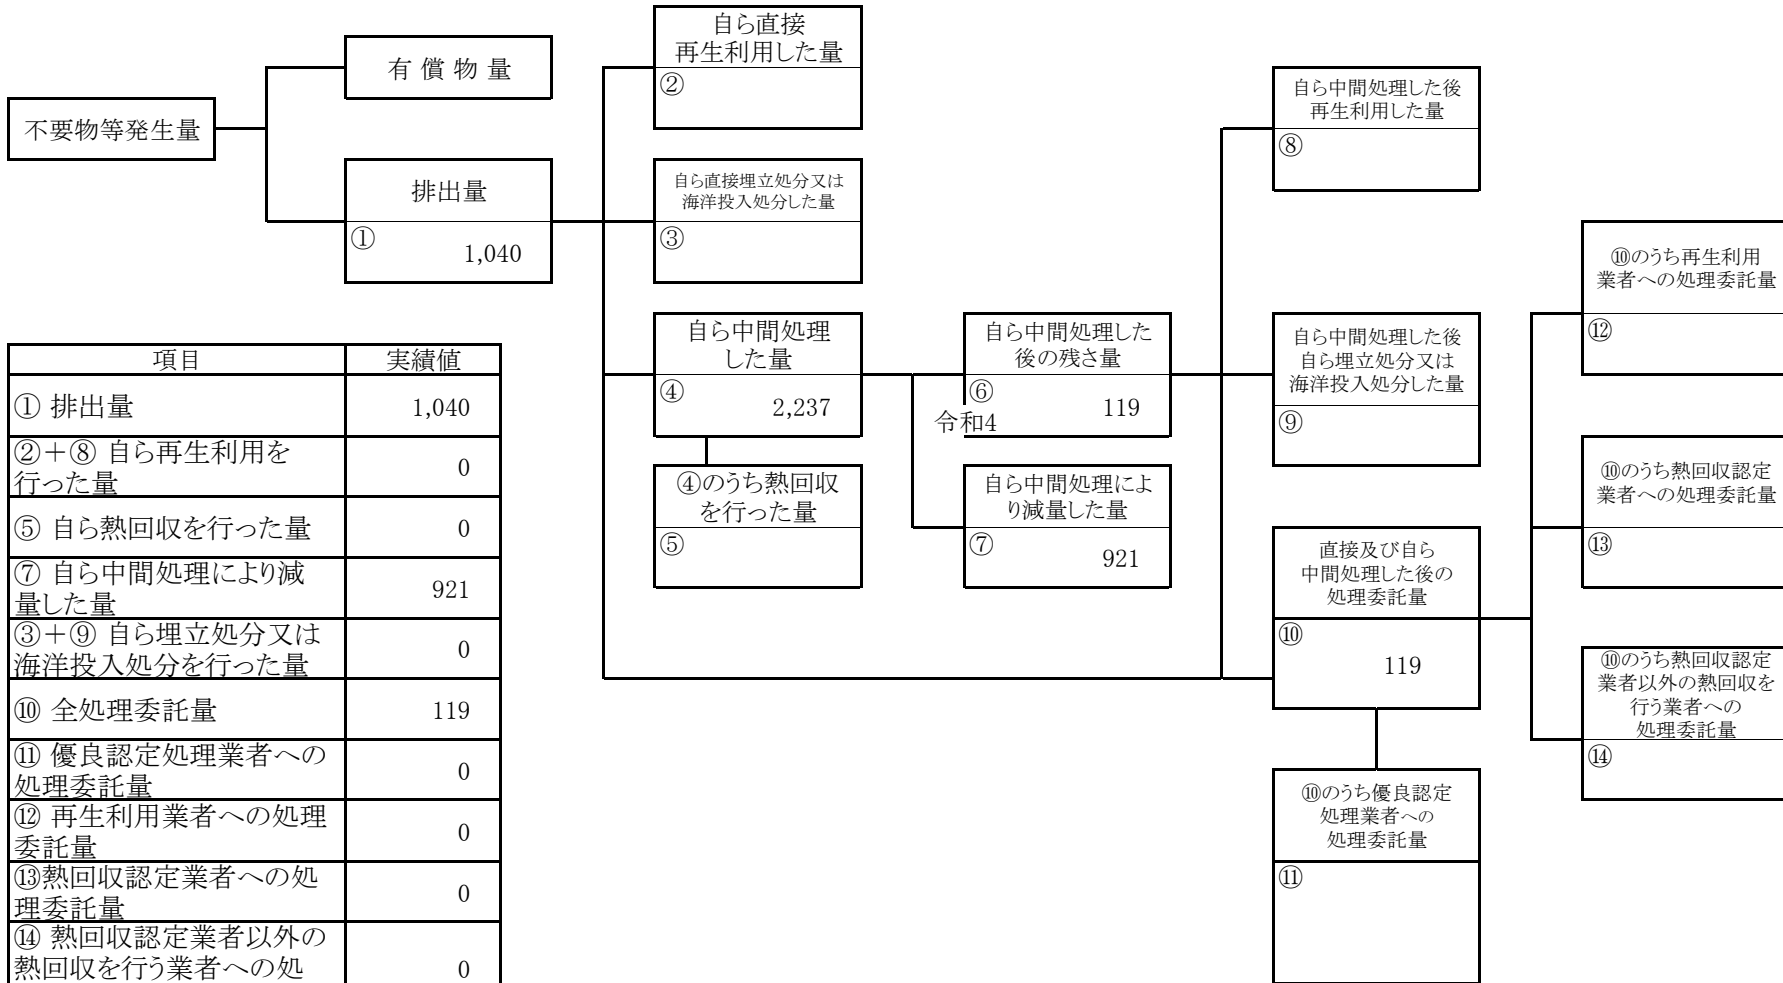 自ら直接
再生利用した量
②
有 償 物 量
不要物等発生量
排出量
①
1,040
自ら直接埋立処分又は
海洋投入処分した量
③
自ら中間処理した後
再生利用した量
⑧
自ら中間処理
した量
④
2,237
自ら中間処理した
後の残さ量
⑥
119
令和4
自ら中間処理した後
自ら埋立処分又は
海洋投入処分した量
⑨
⑩のうち再生利用
業者への処理委託量
⑫
④のうち熱回収
を行った量
⑤
自ら中間処理によ
り減量した量
⑦
921
直接及び自ら
中間処理した後の
処理委託量
⑩
119
⑩のうち熱回収認定
業者への処理委託量
⑬
⑩のうち熱回収認定
業者以外の熱回収を
行う業者への
処理委託量
⑭
⑩のうち優良認定
処理業者への
処理委託量
⑪
項目 実績値
① 排出量 1,040
②＋⑧ 自ら再生利用を
行った量 0
⑤ 自ら熱回収を行った量 0
⑦ 自ら中間処理により減
量した量 921
③＋⑨ 自ら埋立処分又は
海洋投入処分を行った量 0
⑩ 全処理委託量 119
⑪ 優良認定処理業者への
処理委託量 0
⑫ 再生利用業者への処理
委託量 0
⑬熱回収認定業者への処
理委託量 0
⑭ 熱回収認定業者以外の
熱回収を行う業者への処 0